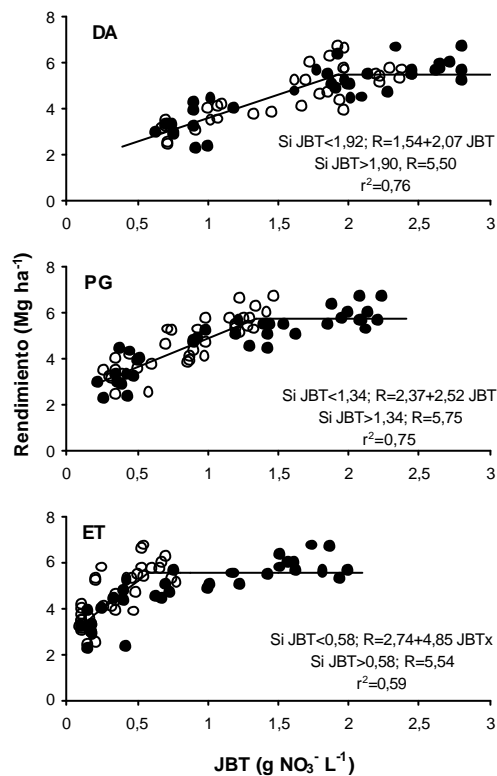 8
DA
6
4
2
0
Si JBT<1,92; R=1,54+2,07 JBT
Si JBT>1,90, R=5,50
r²=0,76
0 0,5 1 1,5 2 2,5 3
Rendimiento (Mg ha⁻¹)
8
PG
6
4
2
0
Si JBT<1,34; R=2,37+2,52 JBT
Si JBT>1,34; R=5,75
r²=0,75
0 0,5 1 1,5 2 2,5 3
8
ET
6
4
2
0
Si JBT<0,58; R=2,74+4,85 JBTx
Si JBT>0,58; R=5,54
r²=0,59
0 0,5 1 1,5 2 2,5 3
JBT (g NO₃⁻ L⁻¹)